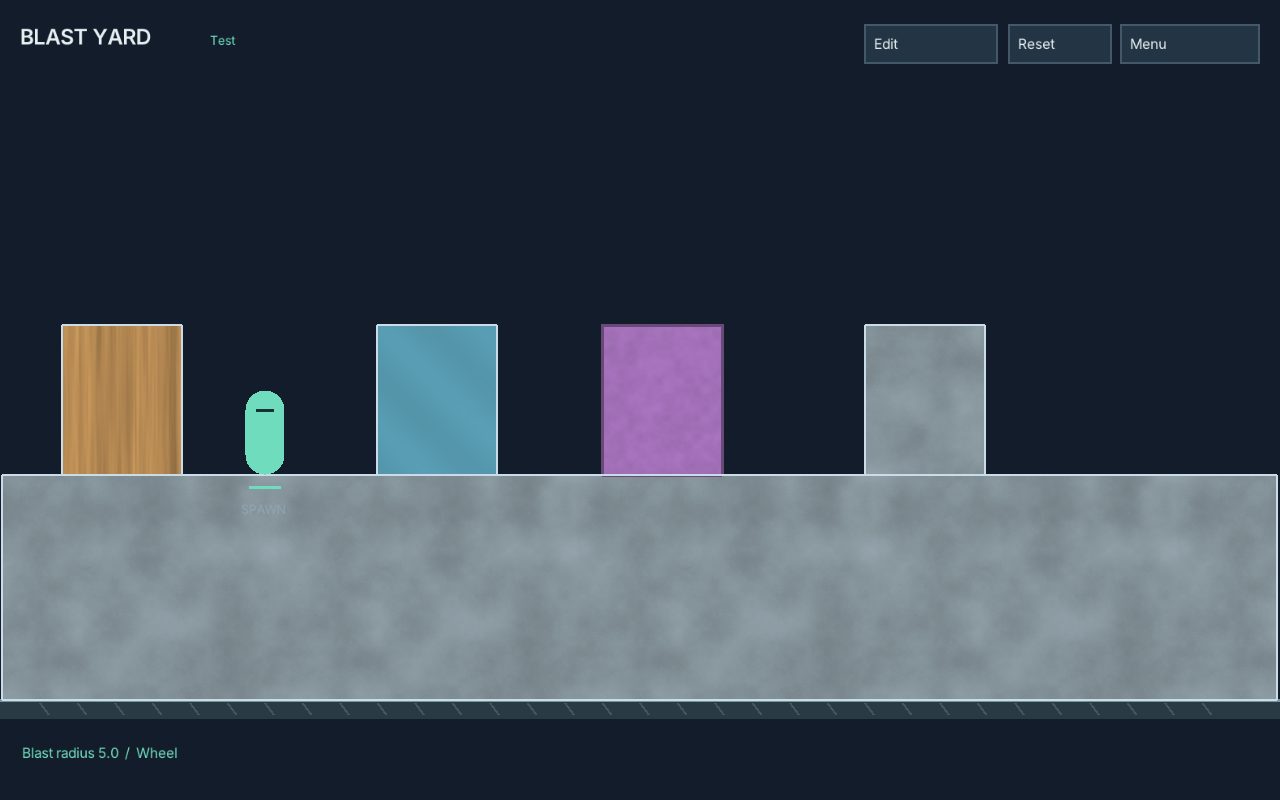 BLAST YARD
Test
Edit
Reset
Menu
SPAWN
Blast radius 5.0 / Wheel